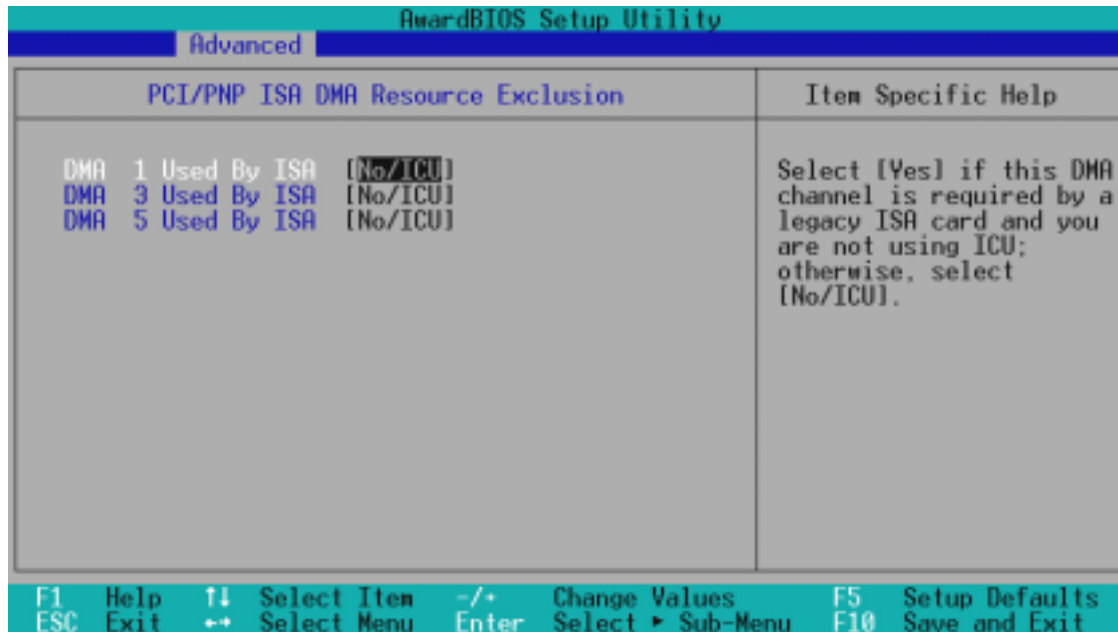 AwardBIOS Setup Utility
Advanced
PCI/PNP ISA DMA Resource Exclusion
Item Specific Help
DMA 1 Used By ISA [No/ICU]
DMA 3 Used By ISA [No/ICU]
DMA 5 Used By ISA [No/ICU]
Select [Yes] if this DMA
channel is required by a
legacy ISA card and you
are not using ICU;
otherwise, select
[No/ICU].
F1 Help ↑↓ Select Item -/+ Change Values F5 Setup Defaults
ESC Exit ←→ Select Menu Enter Select ► Sub-Menu F10 Save and Exit